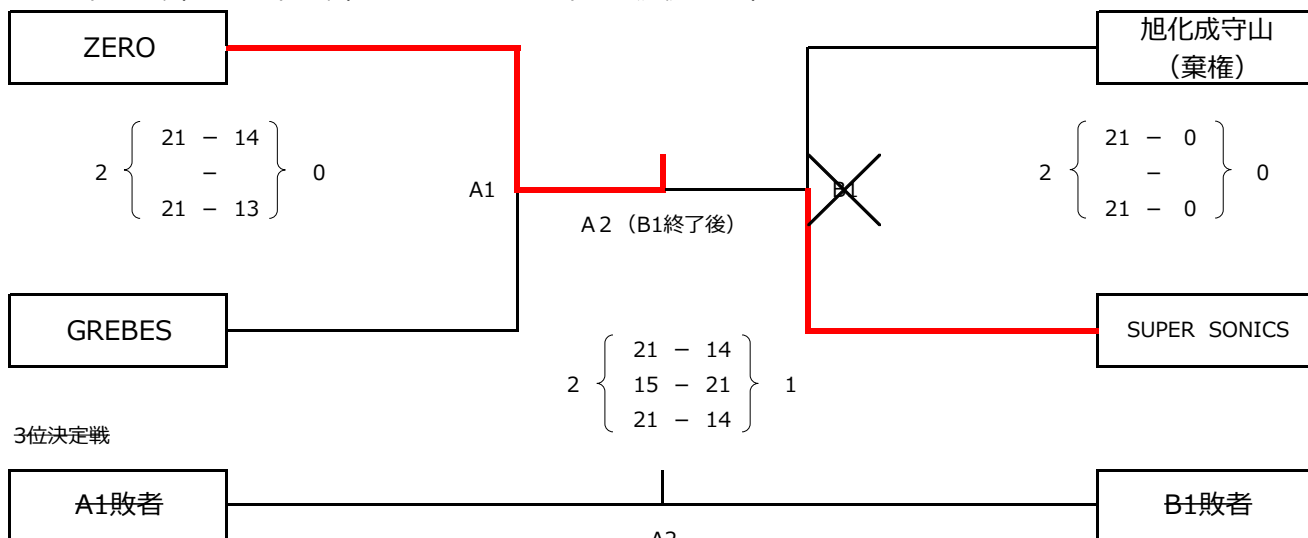 ZERO
旭化成守山
（棄権）
21 － 14
2 － 0
21 － 13
A1
B1
21 － 0
2 － 0
21 － 0
A２（B1終了後）
GREBES
SUPER SONICS
21 － 14
2 15 － 21 1
21 － 14
3位決定戦
A1敗者
B1敗者